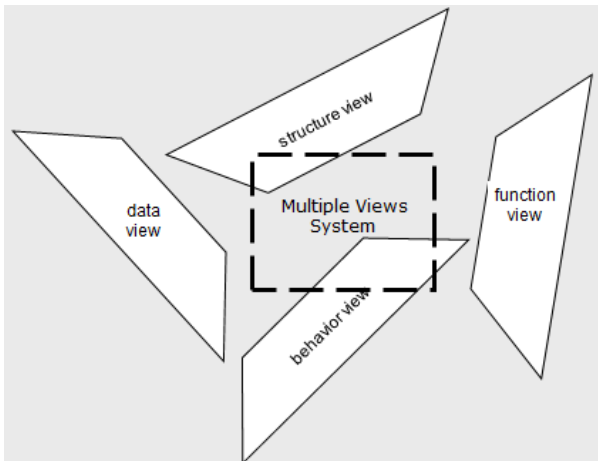 structure view
data
view
Multiple Views
System
function
view
behavior view